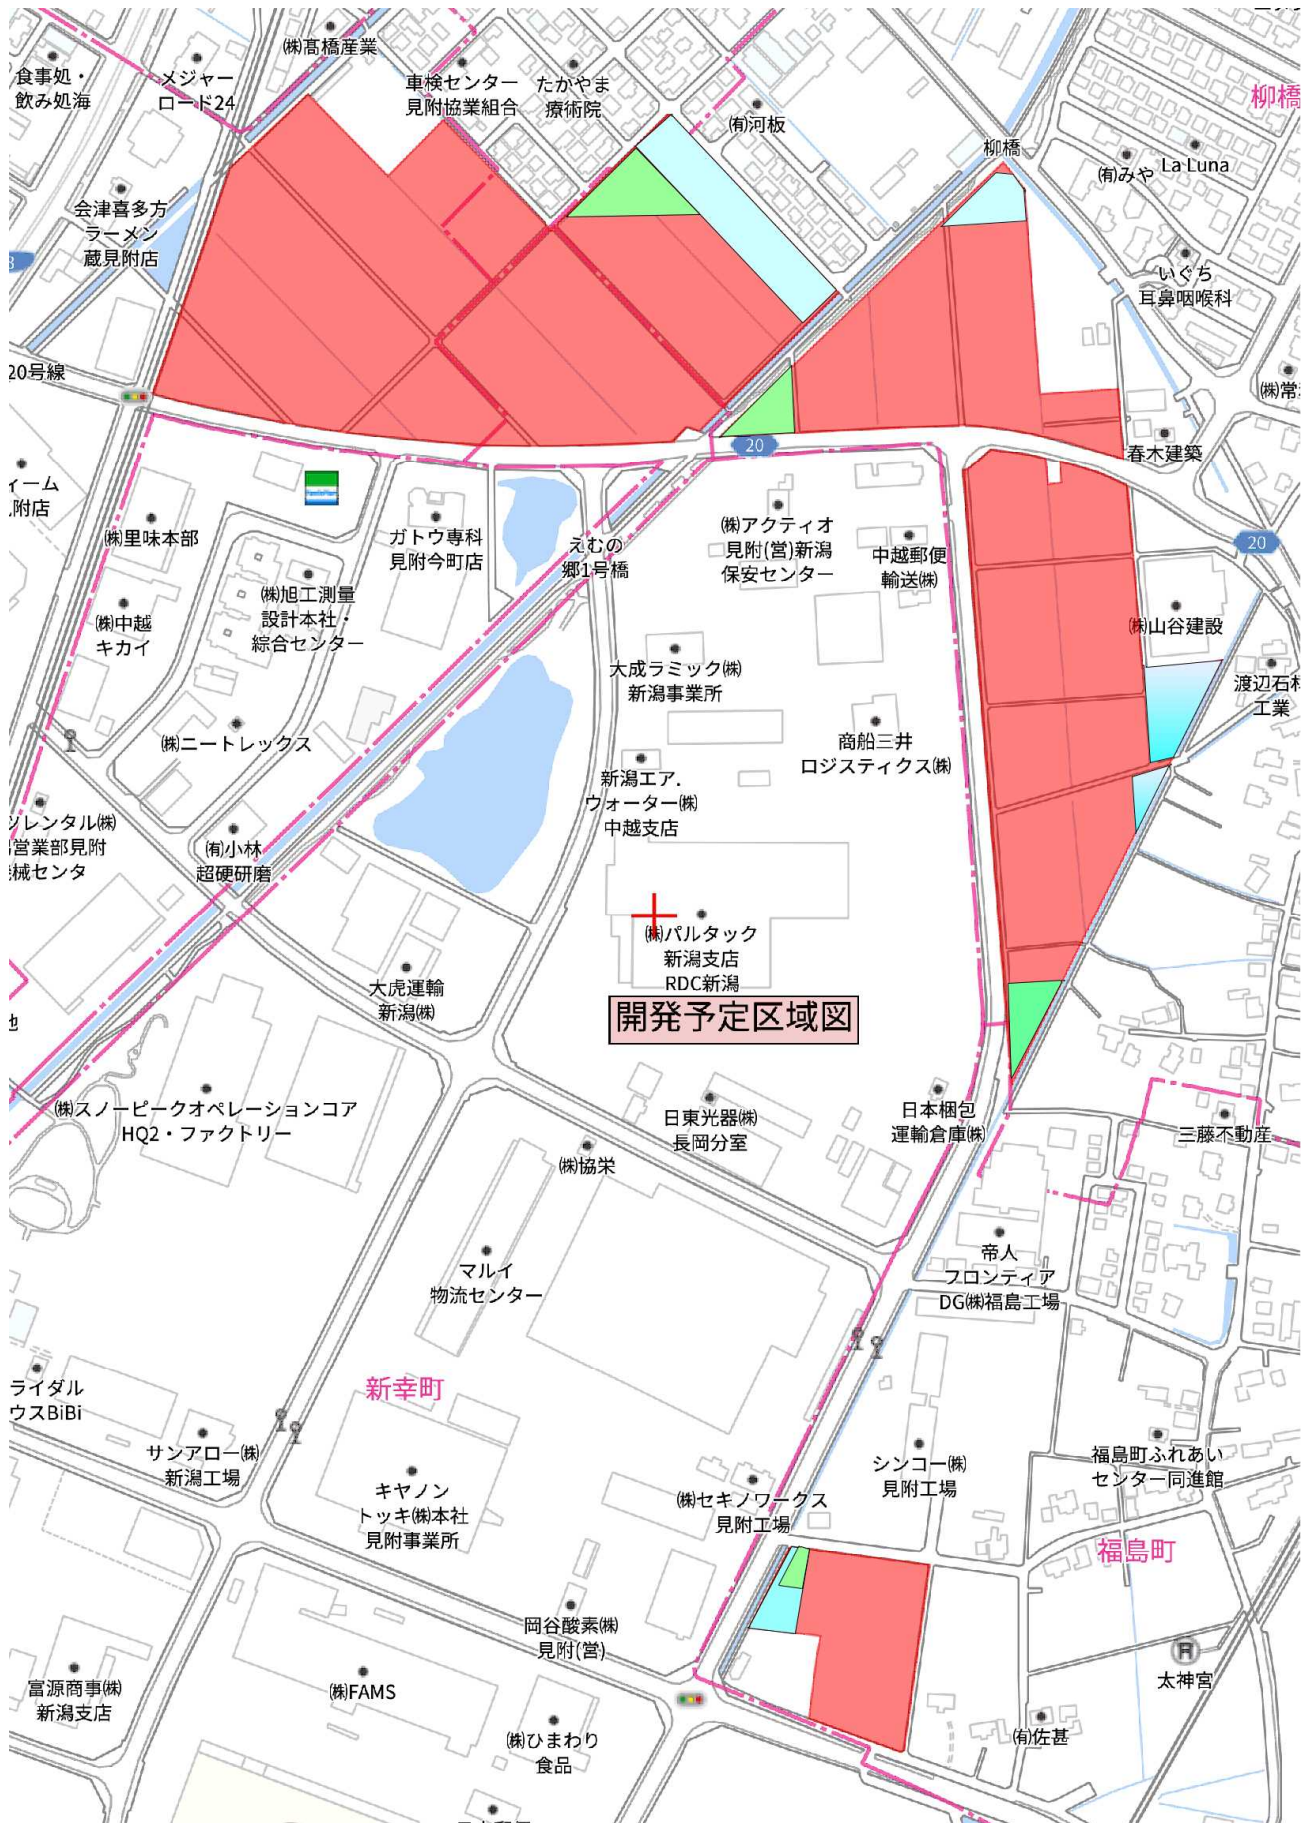 ㈱髙橋産業
食事処・
飲み処海
メジャー
ロード24
車検センター
見附協業組合
たかやま
療術院
㈲河板
柳橋
柳橋
㈲みや
La Luna
会津喜多方
ラーメン
蔵見附店
いぐち
耳鼻咽喉科
20号線
㈱常
20
春木建築
㈱里味本部
ガトウ専科
見附今町店
えむの
郷1号橋
㈱アクティオ
見附(営)新潟
保安センター
中越郵便
輸送㈱
20
ィーム
附店
㈱中越
キカイ
㈱旭工測量
設計本社・
綜合センター
㈱山谷建設
大成ラミック㈱
新潟事業所
渡辺石材
工業
㈱ニートレックス
商船三井
ロジスティクス㈱
新潟エア.
ウォーター㈱
中越支店
ツレンタル㈱
営業部見附
械センタ
㈲小林
超硬研磨
㈱パルタック
新潟支店
RDC新潟
大虎運輸
新潟㈱
開発予定区域図
㈱スノーピークオペレーションコア
HQ2・ファクトリー
日東光器㈱
長岡分室
日本梱包
運輸倉庫㈱
三藤不動産
㈱協栄
マルイ
物流センター
帝人
フロンティア
DG㈱福島工場
ライダル
ウスBiBi
新幸町
サンアロー㈱
新潟工場
キヤノン
トッキ㈱本社
見附事業所
㈱セキノワークス
見附工場
シンコー㈱
見附工場
福島町ふれあい
センター同進館
福島町
岡谷酸素㈱
見附(営)
太神宮
富源商事㈱
新潟支店
㈱FAMS
㈱ひまわり
食品
㈲佐甚